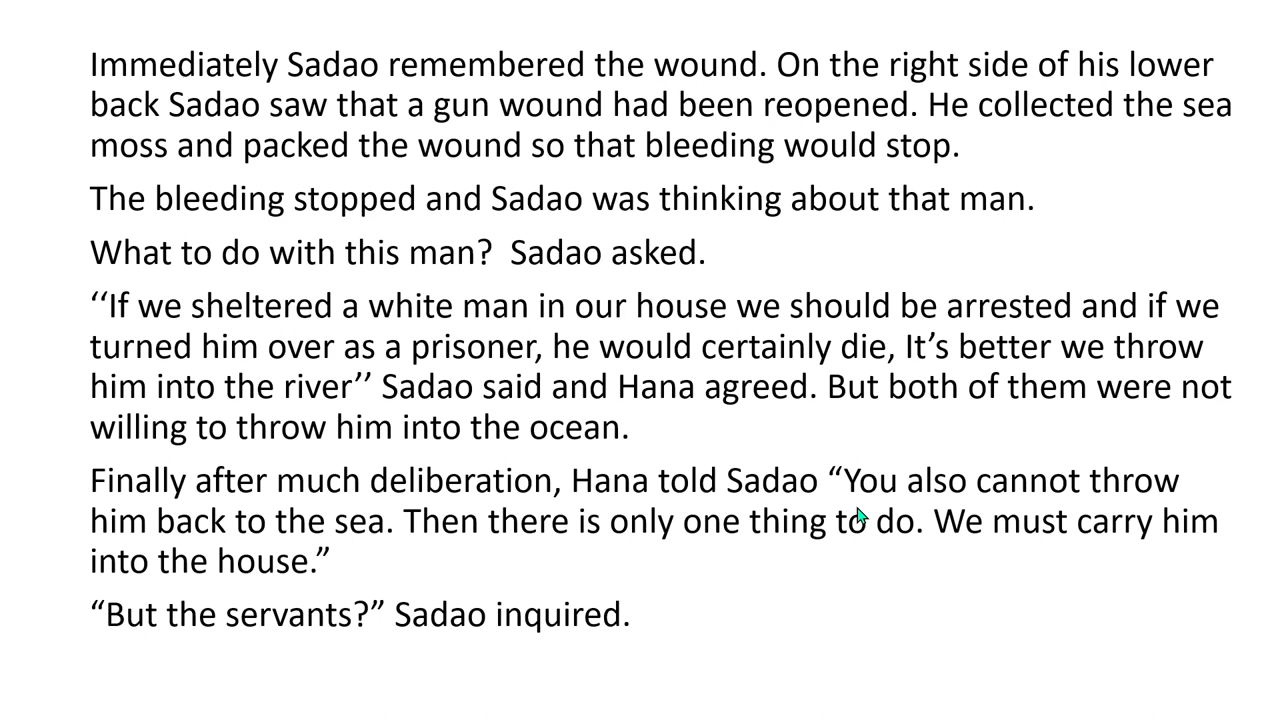 Immediately Sadao remembered the wound. On the right side of his lower
back Sadao saw that a gun wound had been reopened. He collected the sea
moss and packed the wound so that bleeding would stop.
The bleeding stopped and Sadao was thinking about that man.
What to do with this man?  Sadao asked.
‘‘If we sheltered a white man in our house we should be arrested and if we
turned him over as a prisoner, he would certainly die, It’s better we throw
him into the river’’ Sadao said and Hana agreed. But both of them were not
willing to throw him into the ocean.
Finally after much deliberation, Hana told Sadao “You also cannot throw
him back to the sea. Then there is only one thing to do. We must carry him
into the house.”
“But the servants?” Sadao inquired.